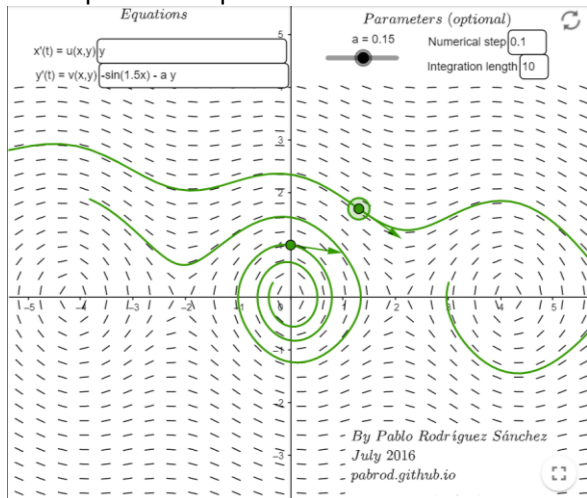 Equations
Parameters (optional)
x'(t) = u(x,y) y
y'(t) = v(x,y) -sin(1.5x) - a y
a = 0.15
Numerical step 0.1
Integration length 10
5
3
2
-5
-4
-3
-2
-1
0
1
2
3
4
5
-1
-2
-3
By Pablo Rodríguez Sánchez
July 2016
pabrod.github.io